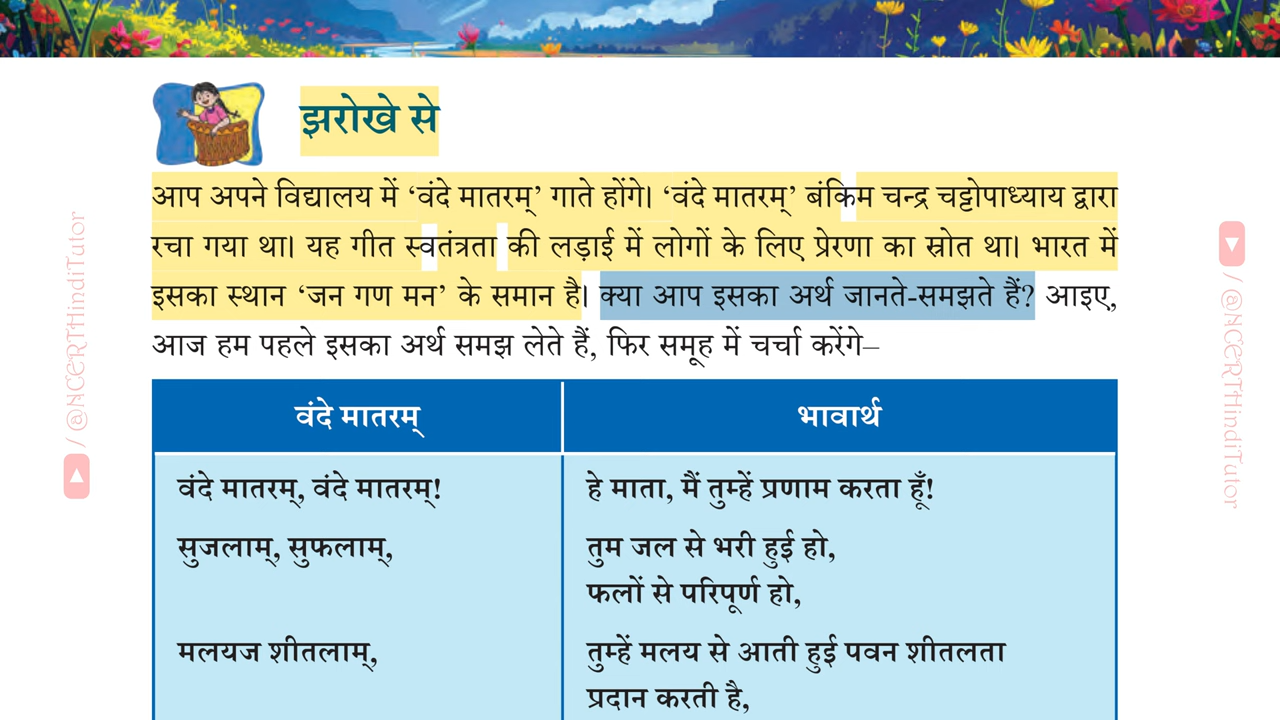 झरोखे से
आप अपने विद्यालय में ‘वंदे मातरम्’ गाते होंगे। ‘वंदे मातरम्’ बंकिम चन्द्र चट्टोपाध्याय द्वारा
रचा गया था। यह गीत स्वतंत्रता की लड़ाई में लोगों के लिए प्रेरणा का स्रोत था। भारत में
इसका स्थान ‘जन गण मन’ के समान है। क्या आप इसका अर्थ जानते-समझते हैं? आइए,
आज हम पहले इसका अर्थ समझ लेते हैं, फिर समूह में चर्चा करेंगे–
वंदे मातरम्
भावार्थ
वंदे मातरम्, वंदे मातरम्!
हे माता, मैं तुम्हें प्रणाम करता हूँ!
सुजलाम्, सुफलाम्,
तुम जल से भरी हुई हो,
फलों से परिपूर्ण हो,
मलयज शीतलाम्,
तुम्हें मलय से आती हुई पवन शीतलता
प्रदान करती है,
/ @NCERTHindiTutor
/ @NCERTHindiTutor